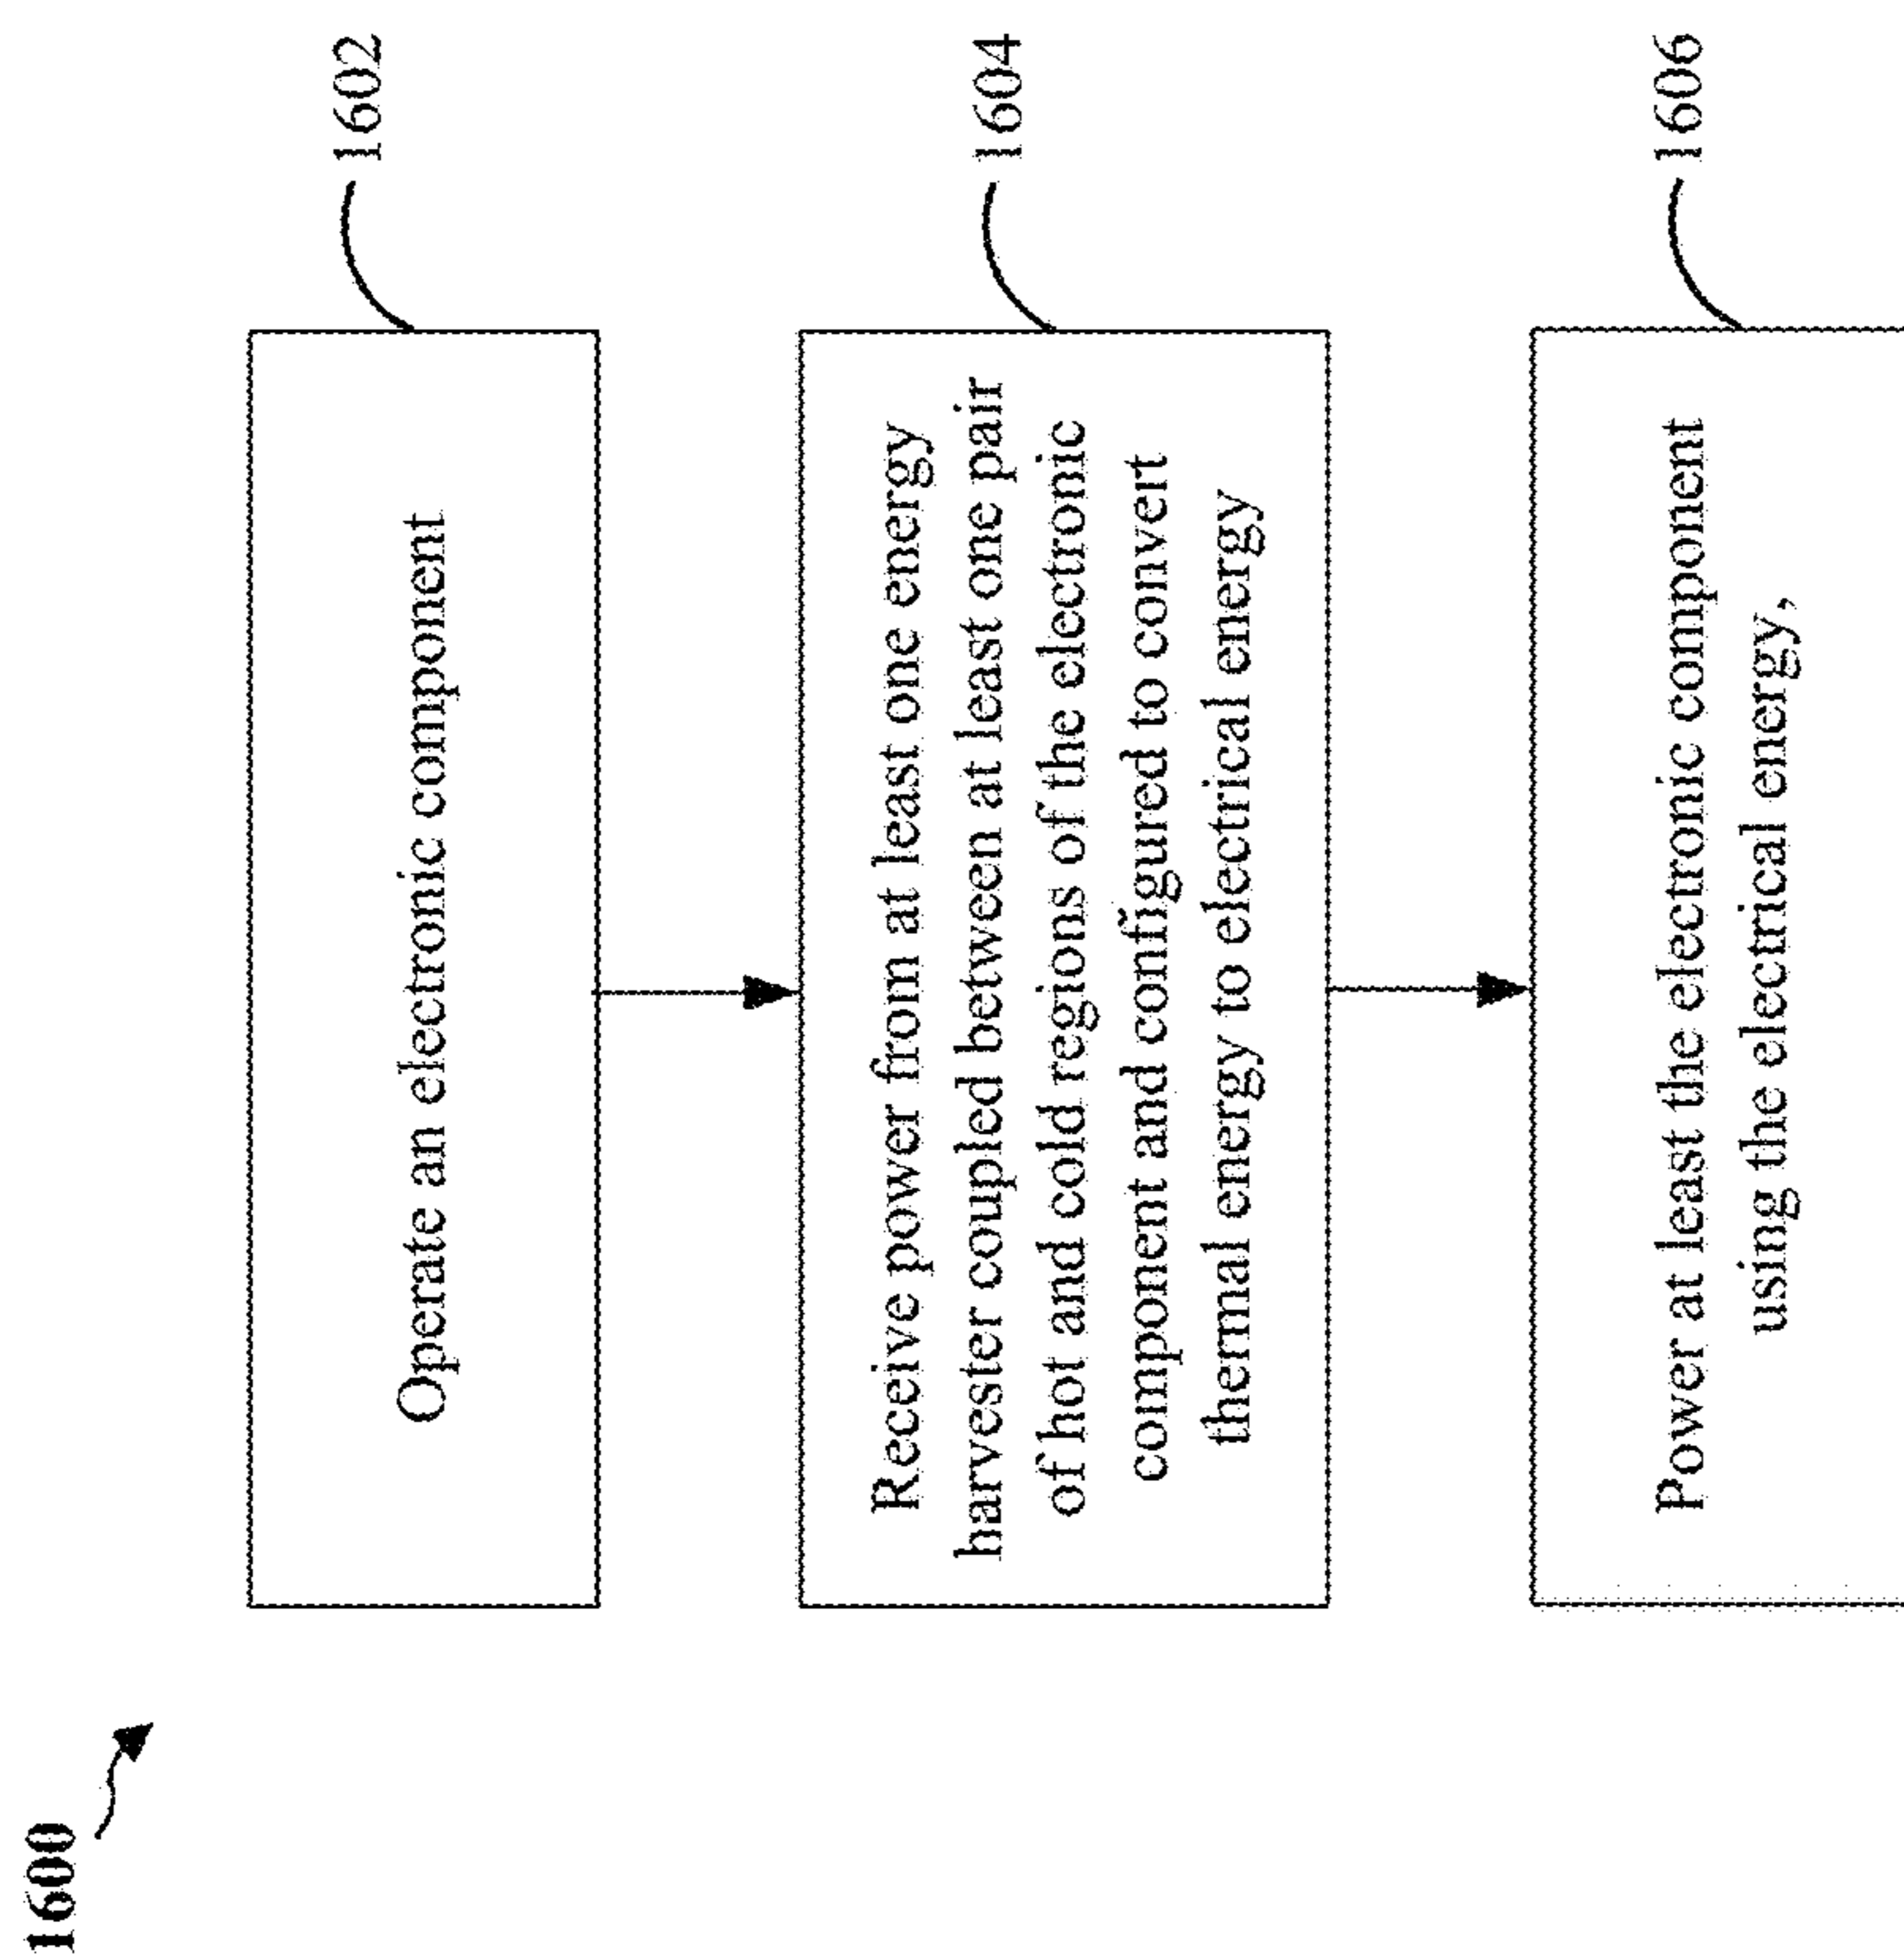 1600
Operate an electronic component
1602
Receive power from at least one energy
harvester coupled between at least one pair
of hot and cold regions of the electronic
component and configured to convert
thermal energy to electrical energy
1604
Power at least the electronic component
using the electrical energy,
1606